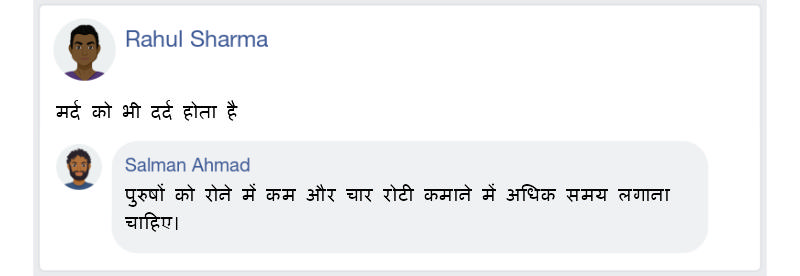 Rahul Sharma
मर्द को भी दर्द होता है
Salman Ahmad
पुरुषों को रोने में कम और चार रोटी कमाने में अधिक समय लगाना
चाहिए।